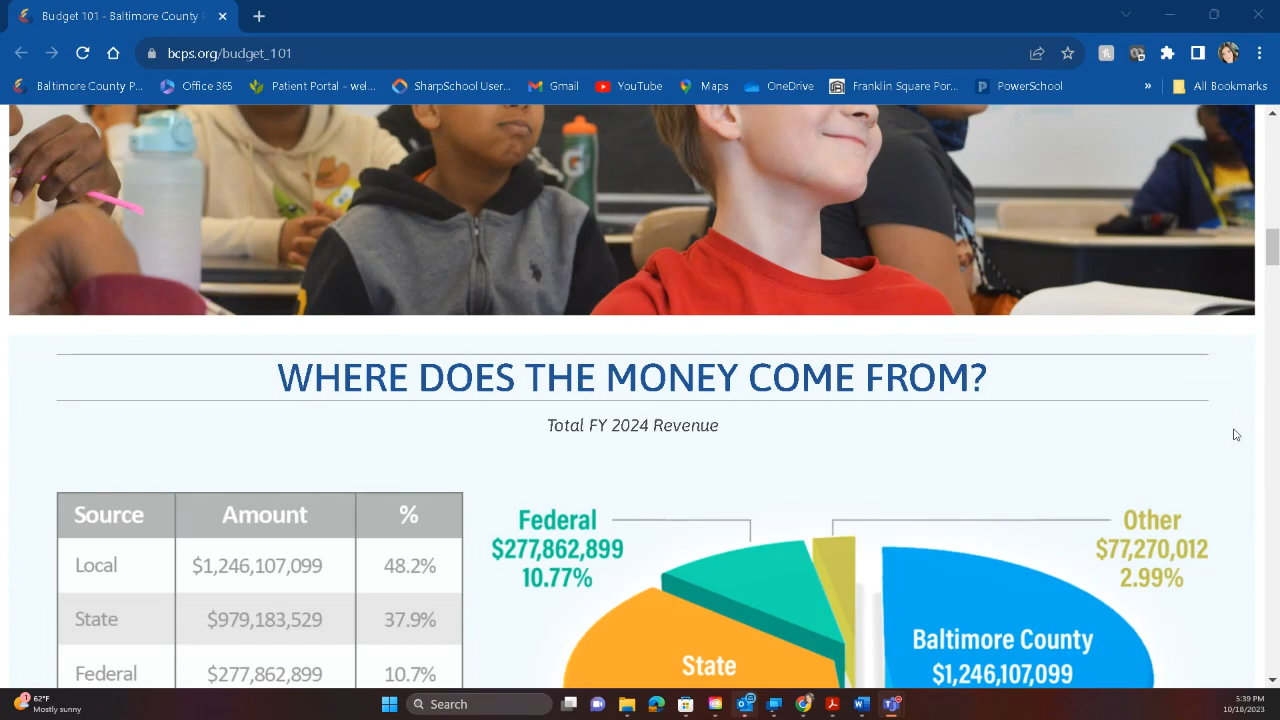 Budget 101 - Baltimore County
bcps.org/budget_101
Baltimore County P...
Office 365
Patient Portal - wel...
SharpSchool User...
Gmail
YouTube
Maps
OneDrive
Franklin Square Por...
PowerSchool
»
All Bookmarks
G
WHERE DOES THE MONEY COME FROM?
Total FY 2024 Revenue
Source Amount %
Local $1,246,107,099 48.2%
State $979,183,529 37.9%
Federal $277,862,899 10.7%
Federal
$277,862,899
10.77%
Other
$77,270,012
2.99%
State
Baltimore County
$1,246,107,099
62°F
Mostly sunny
Search
5:39 PM
10/18/2023